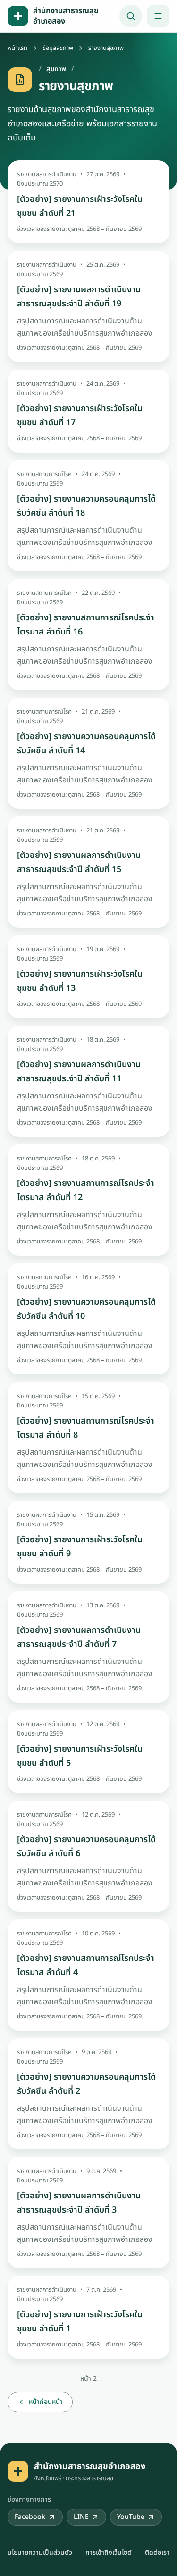 สำนักงานสาธารณสุข
อำเภอสอง
หน้าแรก > ข้อมูลสุขภาพ > รายงานสุขภาพ
/ สุขภาพ /
รายงานสุขภาพ
รายงานด้านสุขภาพของสำนักงานสาธารณสุข
อำเภอสองและเครือข่าย พร้อมเอกสารรายงาน
ฉบับเต็ม
รายงานผลการดำเนินงาน • 27 ต.ค. 2569 •
ปีงบประมาณ 2570
[ตัวอย่าง] รายงานการเฝ้าระวังโรคใน
ชุมชน ลำดับที่ 21
ช่วงเวลาของรายงาน: ตุลาคม 2568 – กันยายน 2569
รายงานผลการดำเนินงาน • 25 ต.ค. 2569 •
ปีงบประมาณ 2569
[ตัวอย่าง] รายงานผลการดำเนินงาน
สาธารณสุขประจำปี ลำดับที่ 19
สรุปสถานการณ์และผลการดำเนินงานด้าน
สุขภาพของเครือข่ายบริการสุขภาพอำเภอสอง
ช่วงเวลาของรายงาน: ตุลาคม 2568 – กันยายน 2569
รายงานผลการดำเนินงาน • 24 ต.ค. 2569 •
ปีงบประมาณ 2569
[ตัวอย่าง] รายงานการเฝ้าระวังโรคใน
ชุมชน ลำดับที่ 17
ช่วงเวลาของรายงาน: ตุลาคม 2568 – กันยายน 2569
รายงานสถานการณ์โรค • 24 ต.ค. 2569 •
ปีงบประมาณ 2569
[ตัวอย่าง] รายงานความครอบคลุมการได้
รับวัคซีน ลำดับที่ 18
สรุปสถานการณ์และผลการดำเนินงานด้าน
สุขภาพของเครือข่ายบริการสุขภาพอำเภอสอง
ช่วงเวลาของรายงาน: ตุลาคม 2568 – กันยายน 2569
รายงานสถานการณ์โรค • 22 ต.ค. 2569 •
ปีงบประมาณ 2569
[ตัวอย่าง] รายงานสถานการณ์โรคประจำ
ไตรมาส ลำดับที่ 16
สรุปสถานการณ์และผลการดำเนินงานด้าน
สุขภาพของเครือข่ายบริการสุขภาพอำเภอสอง
ช่วงเวลาของรายงาน: ตุลาคม 2568 – กันยายน 2569
รายงานสถานการณ์โรค • 21 ต.ค. 2569 •
ปีงบประมาณ 2569
[ตัวอย่าง] รายงานความครอบคลุมการได้
รับวัคซีน ลำดับที่ 14
สรุปสถานการณ์และผลการดำเนินงานด้าน
สุขภาพของเครือข่ายบริการสุขภาพอำเภอสอง
ช่วงเวลาของรายงาน: ตุลาคม 2568 – กันยายน 2569
รายงานผลการดำเนินงาน • 21 ต.ค. 2569 •
ปีงบประมาณ 2569
[ตัวอย่าง] รายงานผลการดำเนินงาน
สาธารณสุขประจำปี ลำดับที่ 15
สรุปสถานการณ์และผลการดำเนินงานด้าน
สุขภาพของเครือข่ายบริการสุขภาพอำเภอสอง
ช่วงเวลาของรายงาน: ตุลาคม 2568 – กันยายน 2569
รายงานผลการดำเนินงาน • 19 ต.ค. 2569 •
ปีงบประมาณ 2569
[ตัวอย่าง] รายงานการเฝ้าระวังโรคใน
ชุมชน ลำดับที่ 13
ช่วงเวลาของรายงาน: ตุลาคม 2568 – กันยายน 2569
รายงานผลการดำเนินงาน • 18 ต.ค. 2569 •
ปีงบประมาณ 2569
[ตัวอย่าง] รายงานผลการดำเนินงาน
สาธารณสุขประจำปี ลำดับที่ 11
สรุปสถานการณ์และผลการดำเนินงานด้าน
สุขภาพของเครือข่ายบริการสุขภาพอำเภอสอง
ช่วงเวลาของรายงาน: ตุลาคม 2568 – กันยายน 2569
รายงานสถานการณ์โรค • 18 ต.ค. 2569 •
ปีงบประมาณ 2569
[ตัวอย่าง] รายงานสถานการณ์โรคประจำ
ไตรมาส ลำดับที่ 12
สรุปสถานการณ์และผลการดำเนินงานด้าน
สุขภาพของเครือข่ายบริการสุขภาพอำเภอสอง
ช่วงเวลาของรายงาน: ตุลาคม 2568 – กันยายน 2569
รายงานสถานการณ์โรค • 16 ต.ค. 2569 •
ปีงบประมาณ 2569
[ตัวอย่าง] รายงานความครอบคลุมการได้
รับวัคซีน ลำดับที่ 10
สรุปสถานการณ์และผลการดำเนินงานด้าน
สุขภาพของเครือข่ายบริการสุขภาพอำเภอสอง
ช่วงเวลาของรายงาน: ตุลาคม 2568 – กันยายน 2569
รายงานสถานการณ์โรค • 15 ต.ค. 2569 •
ปีงบประมาณ 2569
[ตัวอย่าง] รายงานสถานการณ์โรคประจำ
ไตรมาส ลำดับที่ 8
สรุปสถานการณ์และผลการดำเนินงานด้าน
สุขภาพของเครือข่ายบริการสุขภาพอำเภอสอง
ช่วงเวลาของรายงาน: ตุลาคม 2568 – กันยายน 2569
รายงานผลการดำเนินงาน • 15 ต.ค. 2569 •
ปีงบประมาณ 2569
[ตัวอย่าง] รายงานการเฝ้าระวังโรคใน
ชุมชน ลำดับที่ 9
ช่วงเวลาของรายงาน: ตุลาคม 2568 – กันยายน 2569
รายงานผลการดำเนินงาน • 13 ต.ค. 2569 •
ปีงบประมาณ 2569
[ตัวอย่าง] รายงานผลการดำเนินงาน
สาธารณสุขประจำปี ลำดับที่ 7
สรุปสถานการณ์และผลการดำเนินงานด้าน
สุขภาพของเครือข่ายบริการสุขภาพอำเภอสอง
ช่วงเวลาของรายงาน: ตุลาคม 2568 – กันยายน 2569
รายงานผลการดำเนินงาน • 12 ต.ค. 2569 •
ปีงบประมาณ 2569
[ตัวอย่าง] รายงานการเฝ้าระวังโรคใน
ชุมชน ลำดับที่ 5
ช่วงเวลาของรายงาน: ตุลาคม 2568 – กันยายน 2569
รายงานสถานการณ์โรค • 12 ต.ค. 2569 •
ปีงบประมาณ 2569
[ตัวอย่าง] รายงานความครอบคลุมการได้
รับวัคซีน ลำดับที่ 6
สรุปสถานการณ์และผลการดำเนินงานด้าน
สุขภาพของเครือข่ายบริการสุขภาพอำเภอสอง
ช่วงเวลาของรายงาน: ตุลาคม 2568 – กันยายน 2569
รายงานสถานการณ์โรค • 10 ต.ค. 2569 •
ปีงบประมาณ 2569
[ตัวอย่าง] รายงานสถานการณ์โรคประจำ
ไตรมาส ลำดับที่ 4
สรุปสถานการณ์และผลการดำเนินงานด้าน
สุขภาพของเครือข่ายบริการสุขภาพอำเภอสอง
ช่วงเวลาของรายงาน: ตุลาคม 2568 – กันยายน 2569
รายงานสถานการณ์โรค • 9 ต.ค. 2569 •
ปีงบประมาณ 2569
[ตัวอย่าง] รายงานความครอบคลุมการได้
รับวัคซีน ลำดับที่ 2
สรุปสถานการณ์และผลการดำเนินงานด้าน
สุขภาพของเครือข่ายบริการสุขภาพอำเภอสอง
ช่วงเวลาของรายงาน: ตุลาคม 2568 – กันยายน 2569
รายงานผลการดำเนินงาน • 9 ต.ค. 2569 •
ปีงบประมาณ 2569
[ตัวอย่าง] รายงานผลการดำเนินงาน
สาธารณสุขประจำปี ลำดับที่ 3
สรุปสถานการณ์และผลการดำเนินงานด้าน
สุขภาพของเครือข่ายบริการสุขภาพอำเภอสอง
ช่วงเวลาของรายงาน: ตุลาคม 2568 – กันยายน 2569
รายงานผลการดำเนินงาน • 7 ต.ค. 2569 •
ปีงบประมาณ 2569
[ตัวอย่าง] รายงานการเฝ้าระวังโรคใน
ชุมชน ลำดับที่ 1
ช่วงเวลาของรายงาน: ตุลาคม 2568 – กันยายน 2569
หน้า 2
หน้าก่อนหน้า
สำนักงานสาธารณสุขอำเภอสอง
จังหวัดแพร่ · กระทรวงสาธารณสุข
ช่องทางทางการ
Facebook LINE YouTube
นโยบายความเป็นส่วนตัว การเข้าถึงเว็บไซต์ ติดต่อเรา